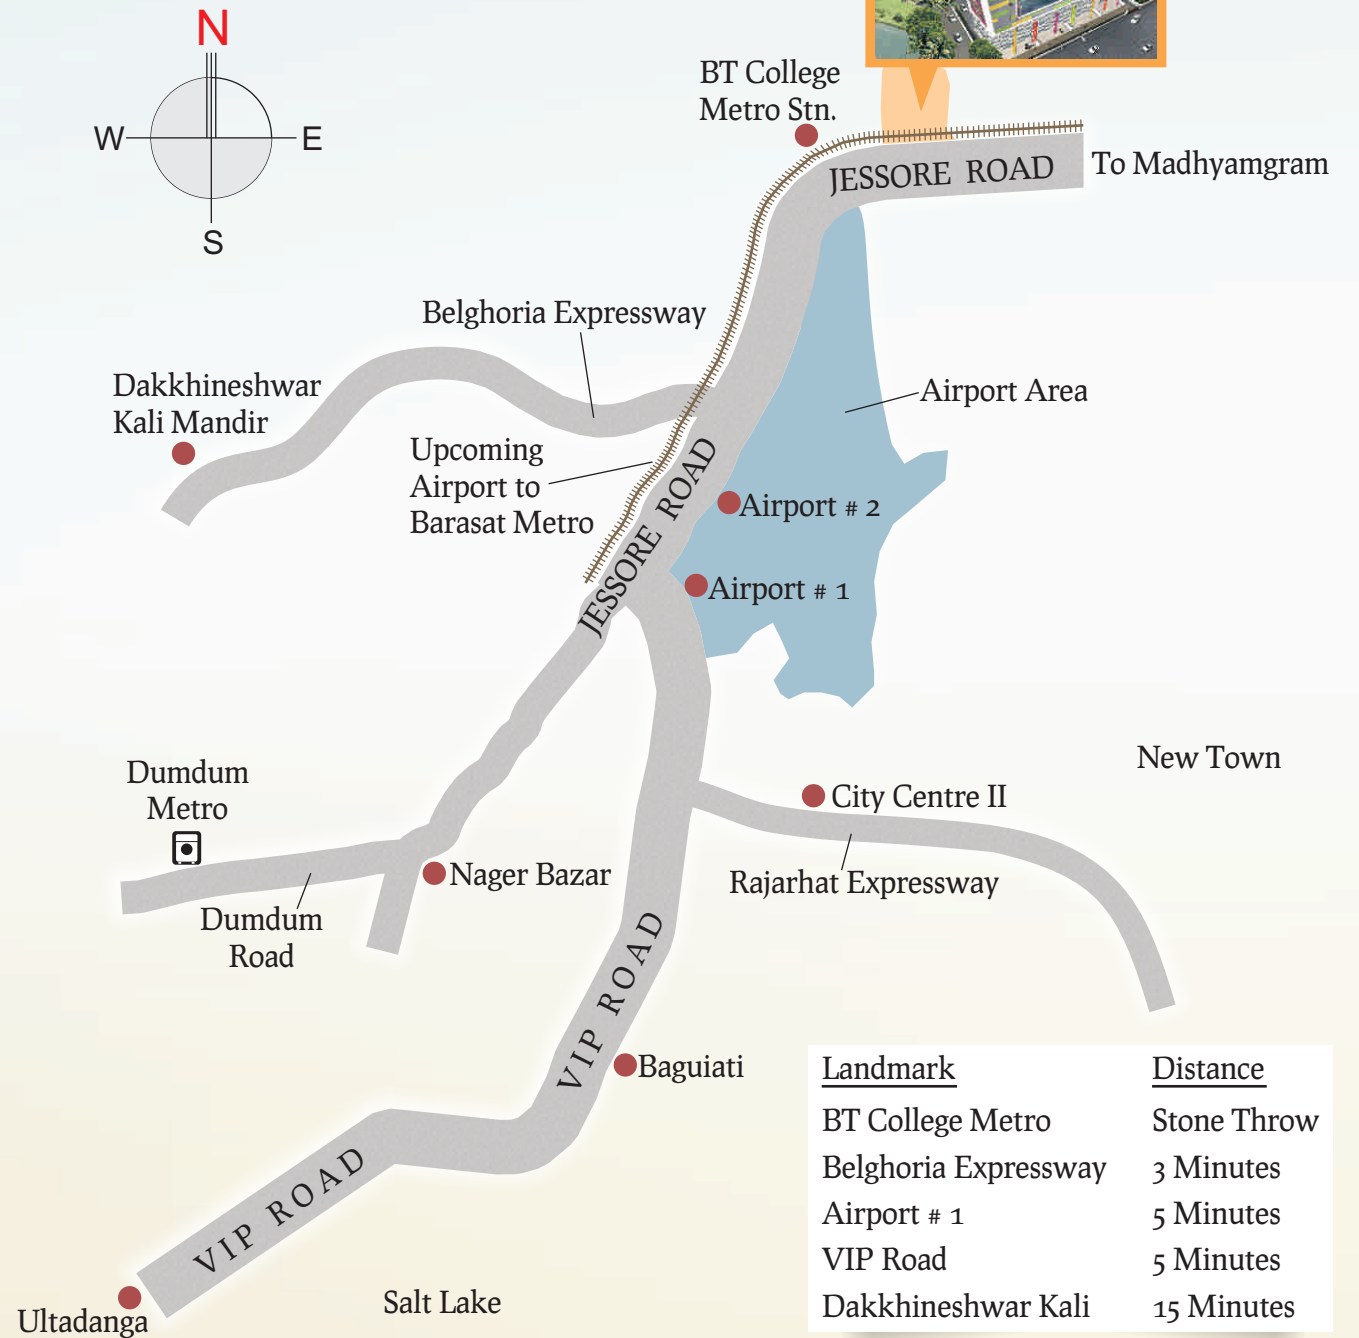 N
W
E
S
BT College
Metro Stn.
JESSORE ROAD
To Madhyamgram
Belghoria Expressway
Dakkhineshwar
Kali Mandir
Airport Area
Upcoming
Airport to
Barasat Metro
JESSORE ROAD
Airport # 2
Airport # 1
New Town
Dumdum
Metro
City Centre II
Nager Bazar
Rajarhat Expressway
Dumdum
Road
VIP ROAD
Baguiati
VIP ROAD
Salt Lake
Ultadanga
Landmark Distance
BT College Metro Stone Throw
Belghoria Expressway 3 Minutes
Airport # 1 5 Minutes
VIP Road 5 Minutes
Dakkhineshwar Kali 15 Minutes